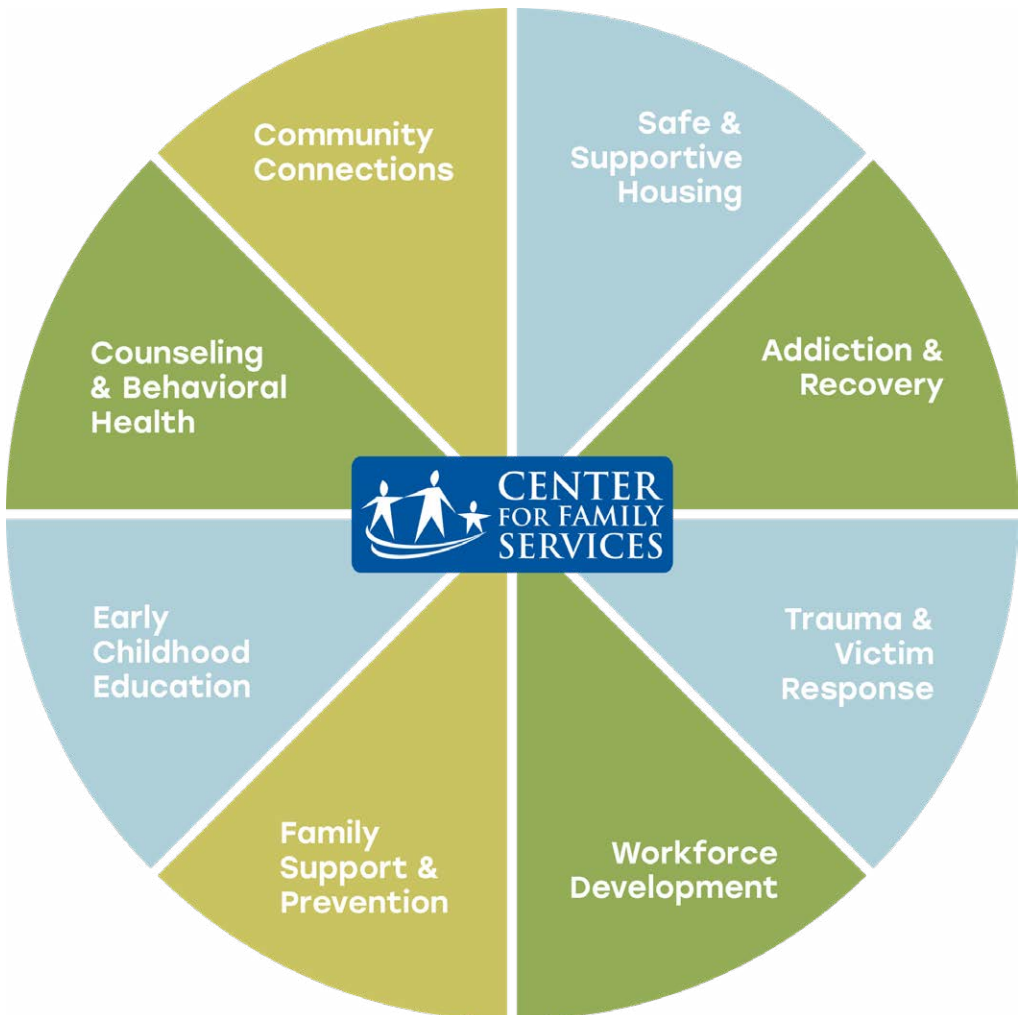 Community
Connections
Safe &
Supportive
Housing
Counseling
& Behavioral
Health
Addiction &
Recovery
CENTER
FOR FAMILY
SERVICES
Early
Childhood
Education
Trauma &
Victim
Response
Family
Support &
Prevention
Workforce
Development